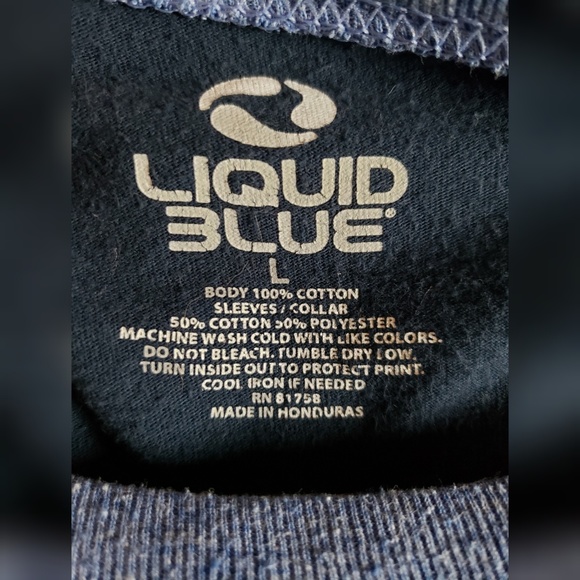 LIQUID
BLUE®
L
BODY 100% COTTON
SLEEVES / COLLAR
50% COTTON 50% POLYESTER
MACHINE WASH COLD WITH LIKE COLORS.
DO NOT BLEACH. TUMBLE DRY LOW.
TURN INSIDE OUT TO PROTECT PRINT.
COOL IRON IF NEEDED
RN 81758
MADE IN HONDURAS